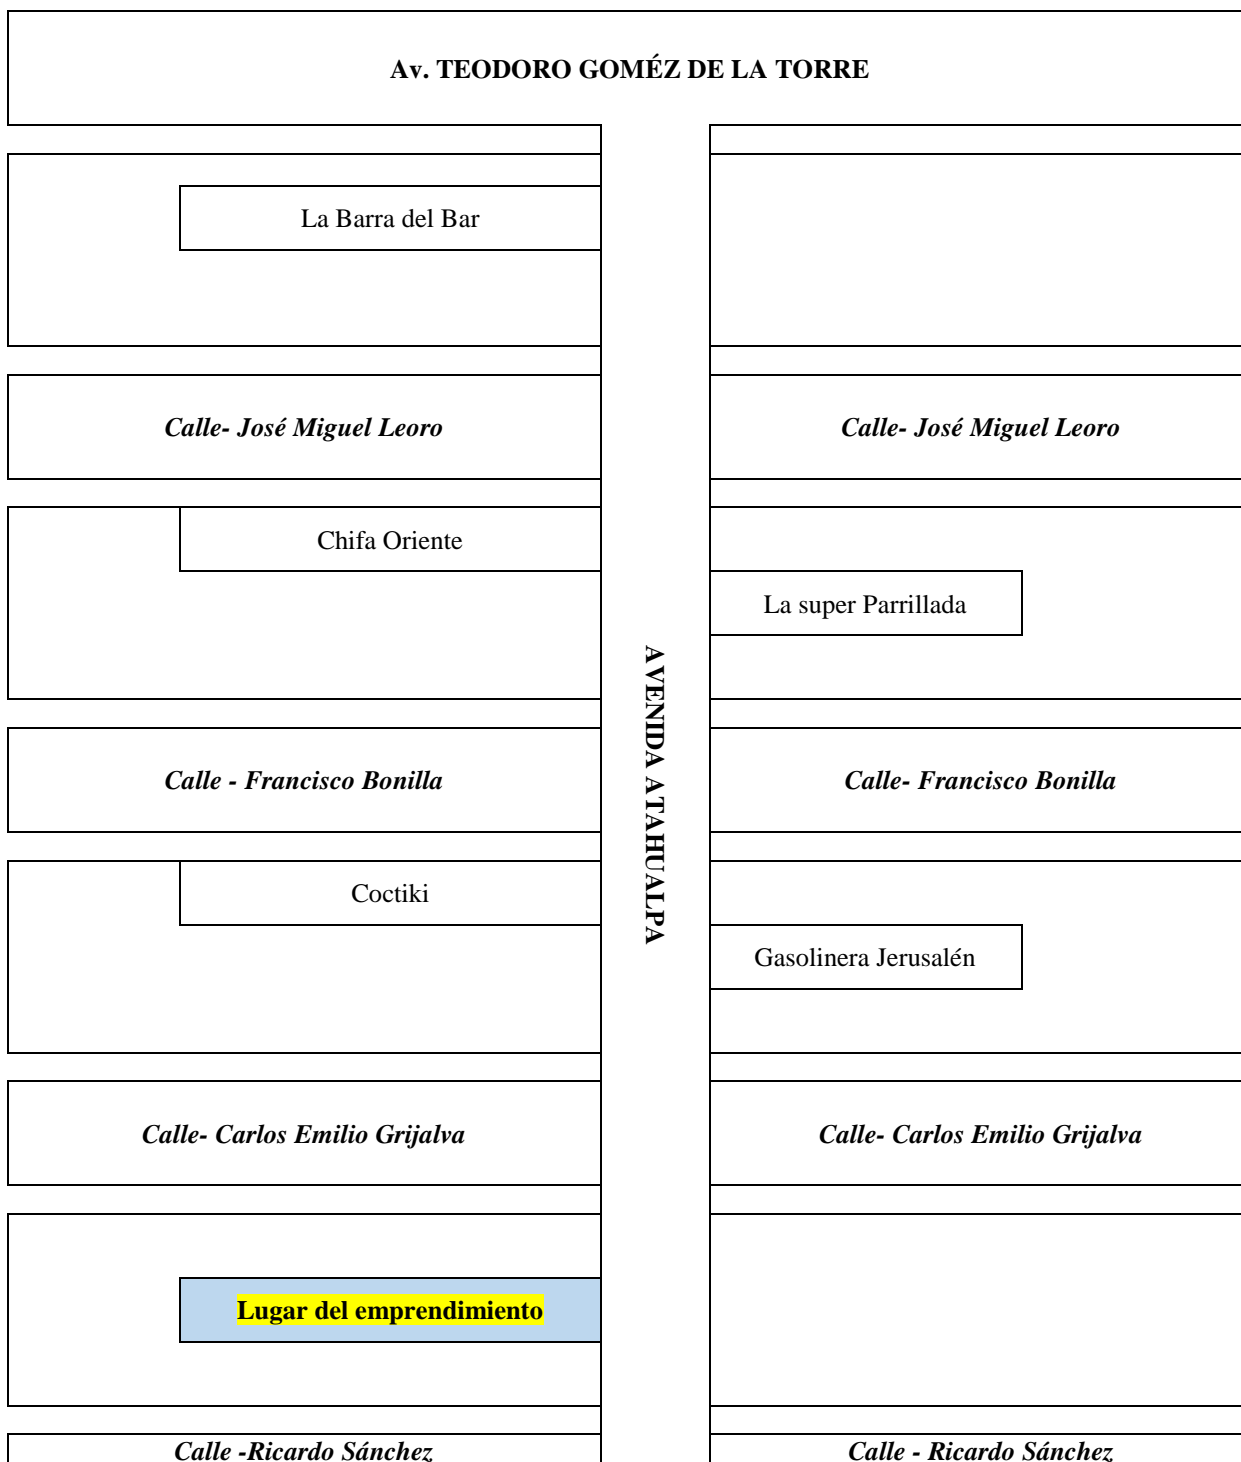 Av. TEODORO GOMÉZ DE LA TORRE
La Barra del Bar
Calle- José Miguel Leoro
Calle- José Miguel Leoro
Chifa Oriente
La super Parrillada
AVENIDA ATAHUALPA
Calle - Francisco Bonilla
Calle- Francisco Bonilla
Coctiki
Gasolinera Jerusalén
Calle- Carlos Emilio Grijalva
Calle- Carlos Emilio Grijalva
Lugar del emprendimiento
Calle -Ricardo Sánchez
Calle - Ricardo Sánchez